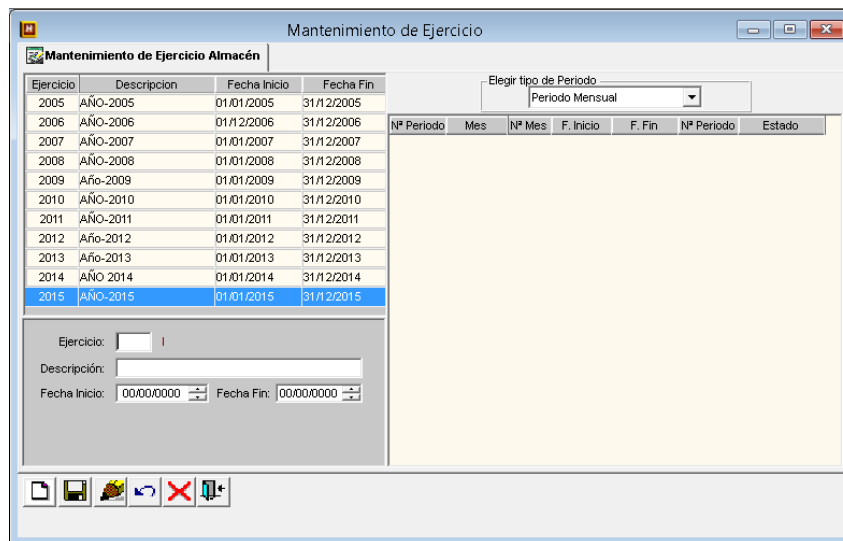 Mantenimiento de Ejercicio
Mantenimiento de Ejercicio Almacén
Ejercicio Descripcion Fecha Inicio Fecha Fin
2005 AÑO-2005 01/01/2005 31/12/2005
2006 AÑO-2006 01/12/2006 31/12/2006
2007 AÑO-2007 01/01/2007 31/12/2007
2008 AÑO-2008 01/01/2008 31/12/2008
2009 Año-2009 01/01/2009 31/12/2009
2010 AÑO-2010 01/01/2010 31/12/2010
2011 AÑO-2011 01/01/2011 31/12/2011
2012 Año-2012 01/01/2012 31/12/2012
2013 Año-2013 01/01/2013 31/12/2013
2014 AÑO 2014 01/01/2014 31/12/2014
2015 AÑO-2015 01/01/2015 31/12/2015
Ejercicio: I
Descripción:
Fecha Inicio: 00/00/0000 Fecha Fin: 00/00/0000
Elegir tipo de Periodo
Periodo Mensual
Nª Periodo Mes Nª Mes F. Inicio F. Fin Nª Periodo Estado